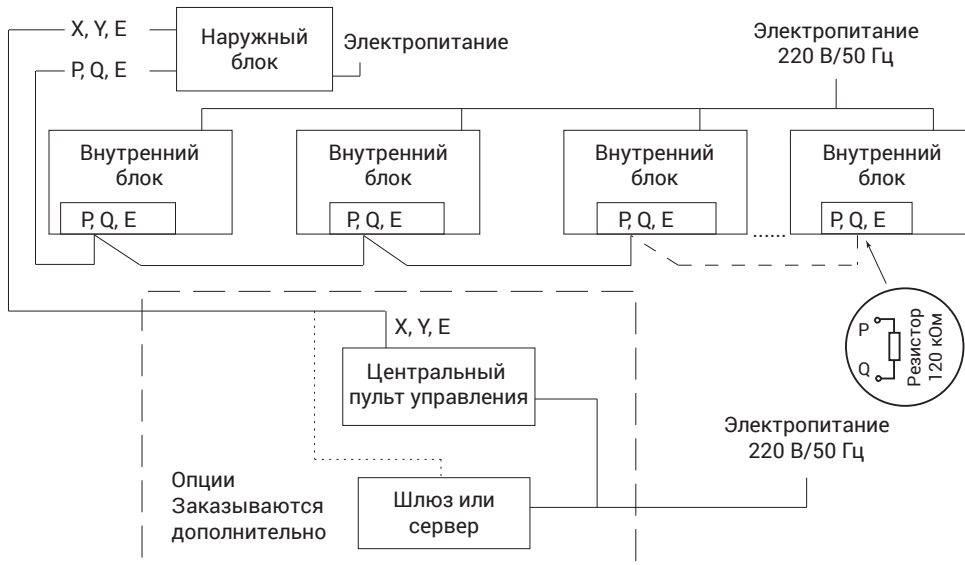 X, Y, E
P, Q, E
Наружный
блок
Электропитание
Электропитание
220 В/50 Гц
Внутренний
блок
P, Q, E
Внутренний
блок
P, Q, E
Внутренний
блок
P, Q, E
Внутренний
блок
P, Q, E
P
Q
Резистор
120 кОм
X, Y, E
Центральный
пульт управления
Электропитание
220 В/50 Гц
Опции
Заказываются
дополнительно
Шлюз или
сервер